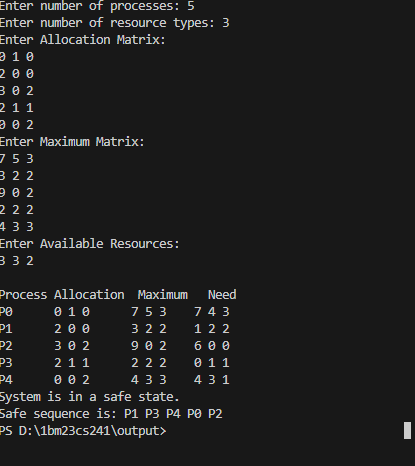 Enter number of processes: 5
Enter number of resource types: 3
Enter Allocation Matrix:
0 1 0
2 0 0
3 0 2
2 1 1
0 0 2
Enter Maximum Matrix:
7 5 3
3 2 2
9 0 2
2 2 2
4 3 3
Enter Available Resources:
3 3 2
Process Allocation Maximum Need
P0 0 1 0 7 5 3 7 4 3
P1 2 0 0 3 2 2 1 2 2
P2 3 0 2 9 0 2 6 0 0
P3 2 1 1 2 2 2 0 1 1
P4 0 0 2 4 3 3 4 3 1
System is in a safe state.
Safe sequence is: P1 P3 P4 P0 P2
PS D:\1bm23cs241\output>